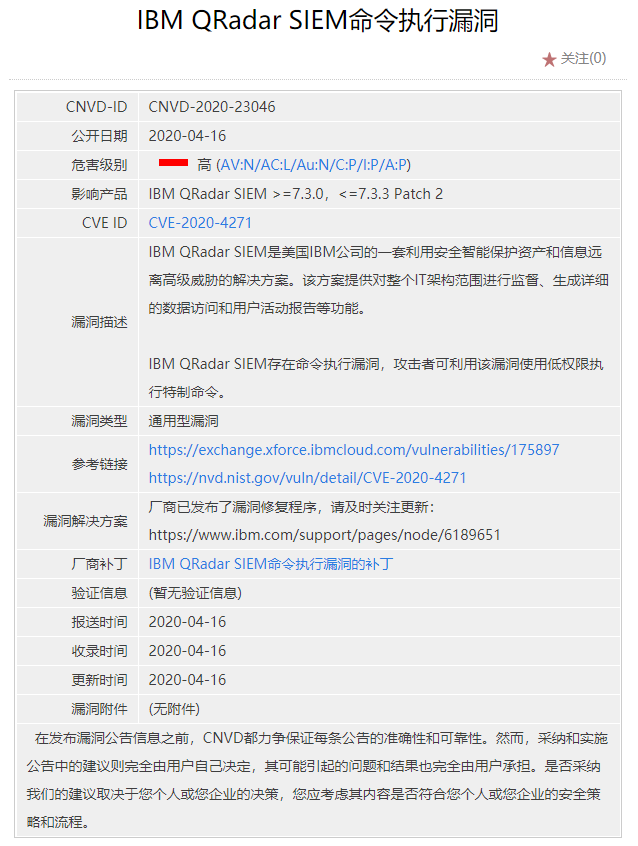 IBM QRadar SIEM命令执行漏洞
关注(0)
CNVD-ID CNVD-2020-23046
公开日期 2020-04-16
危害级别 高 (AV:N/AC:L/Au:N/C:P/I:P/A:P)
影响产品 IBM QRadar SIEM >=7.3.0，<=7.3.3 Patch 2
CVE ID CVE-2020-4271
漏洞描述
IBM QRadar SIEM是美国IBM公司的一套利用安全智能保护资产和信息远
离高级威胁的解决方案。该方案提供对整个IT架构范围进行监督、生成详细
的数据访问和用户活动报告等功能。
IBM QRadar SIEM存在命令执行漏洞，攻击者可利用该漏洞使用低权限执
行特制命令。
漏洞类型 通用型漏洞
参考链接
https://exchange.xforce.ibmcloud.com/vulnerabilities/175897
https://nvd.nist.gov/vuln/detail/CVE-2020-4271
漏洞解决方案
厂商已发布了漏洞修复程序，请及时关注更新：
https://www.ibm.com/support/pages/node/6189651
厂商补丁 IBM QRadar SIEM命令执行漏洞的补丁
验证信息 (暂无验证信息)
报送时间 2020-04-16
收录时间 2020-04-16
更新时间 2020-04-16
漏洞附件 (无附件)
在发布漏洞公告信息之前，CNVD都力争保证每条公告的准确性和可靠性。然而，采纳和实施
公告中的建议则完全由用户自己决定，其可能引起的问题和结果也完全由用户承担。是否采纳
我们的建议取决于您个人或您企业的决策，您应考虑其内容是否符合您个人或您企业的安全策
略和流程。